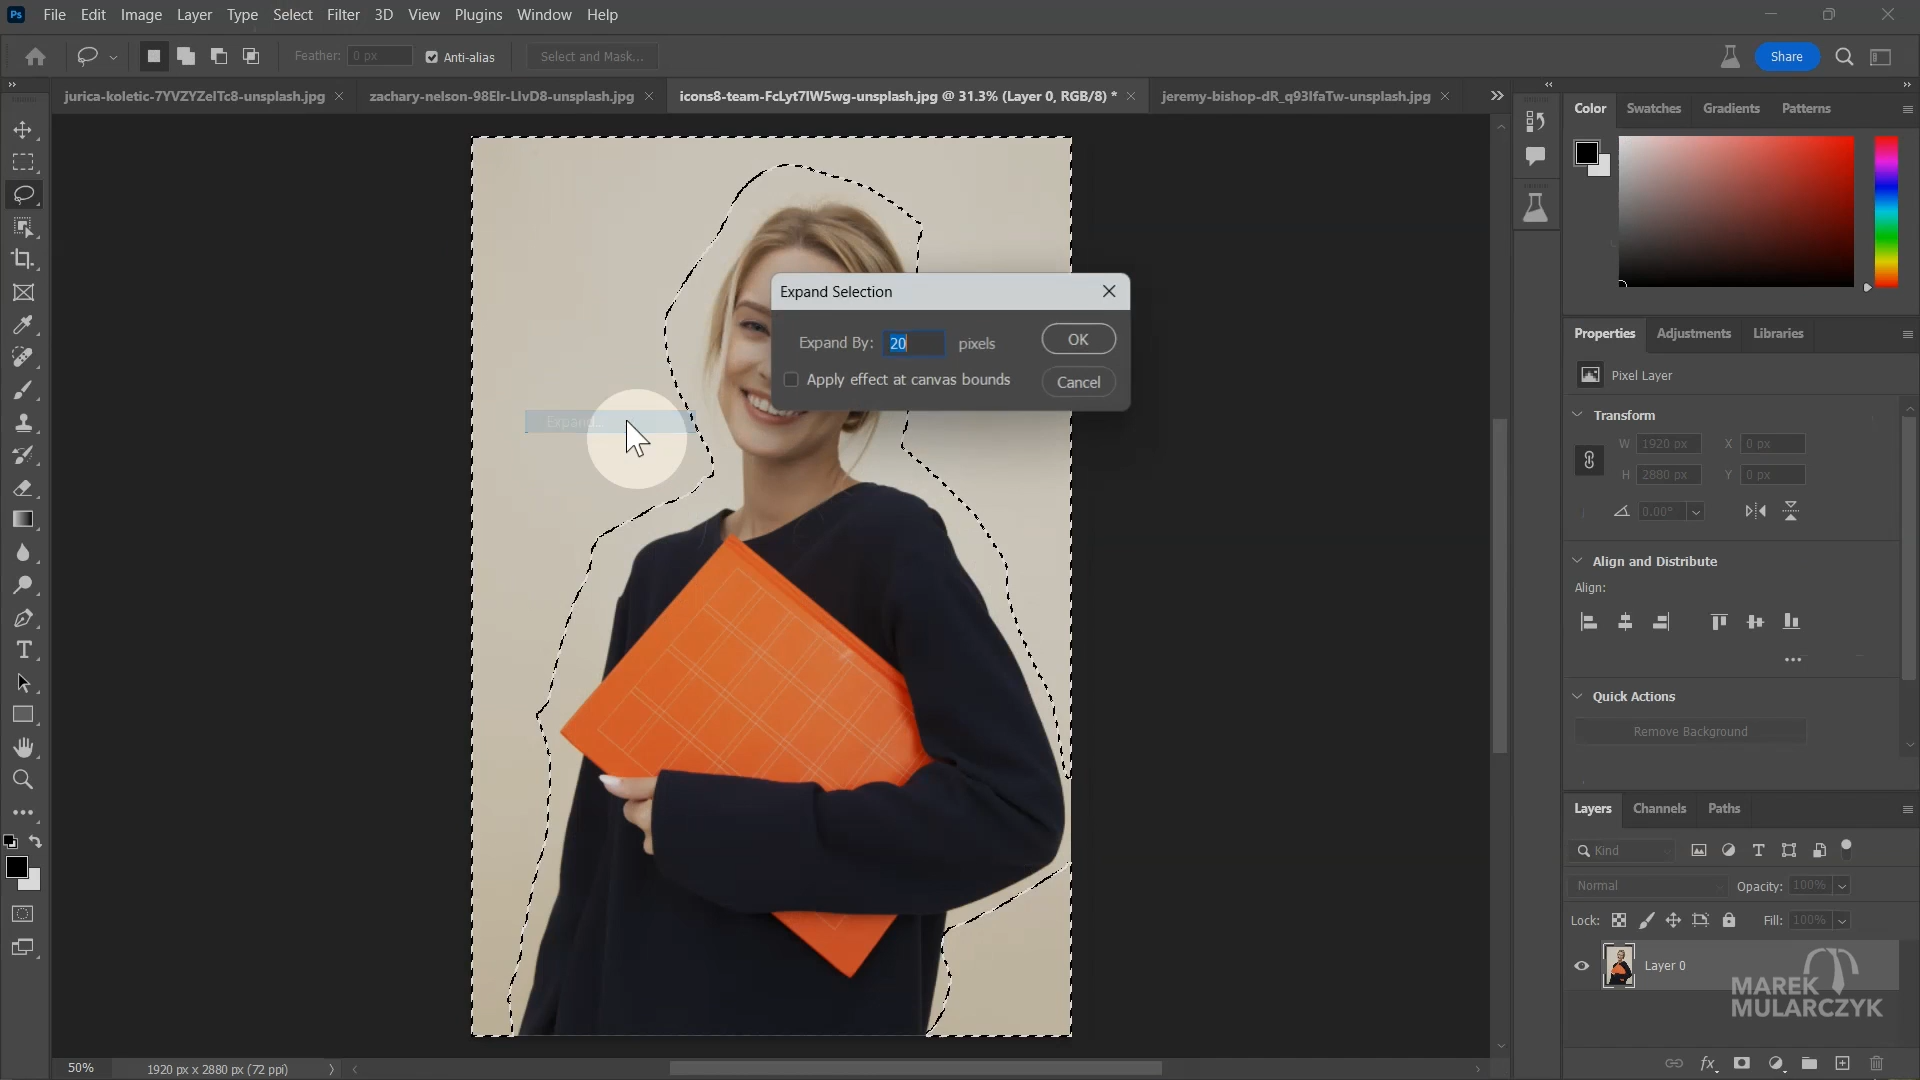 Ps File Edit Image Layer Type Select Filter 3D View Plugins Window Help
Feather: 0 px Anti-alias Select and Mask... Share
jurica-koletic-7YVZYZeITc8-unsplash.jpg zachary-nelson-98Elr-LIvD8-unsplash.jpg icons8-team-FcLyt7lW5wg-unsplash.jpg @ 31.3% (Layer 0, RGB/8) * jeremy-bishop-dR_q93lfaTw-unsplash.jpg
Color Swatches Gradients Patterns
Expand Selection
Expand By: 20 pixels OK
Apply effect at canvas bounds Cancel
Expand...
Properties Adjustments Libraries
Pixel Layer
Transform
W 1920 px X 0 px
H 2880 px Y 0 px
0.00°
Align and Distribute
Align:
Quick Actions
Remove Background
Layers Channels Paths
Kind
Normal Opacity: 100%
Lock: Fill: 100%
Layer 0
MAREK
MULARCZYK
50% 1920 px x 2880 px (72 ppi)
fx